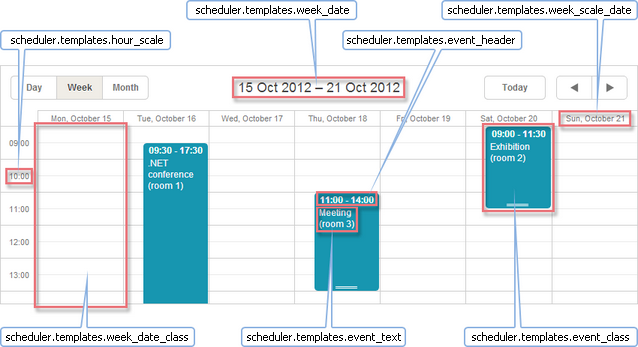 scheduler.templates.week_date
scheduler.templates.week_scale_date
scheduler.templates.hour_scale
scheduler.templates.event_header
Day
Week
Month
15 Oct 2012 – 21 Oct 2012
Today
Mon, October 15
Tue, October 16
Wed, October 17
Thu, October 18
Fri, October 19
Sat, October 20
Sun, October 21
09:00
10:00
11:00
12:00
13:00
09:30 - 17:30
.NET
conference
(room 1)
11:00 - 14:00
Meeting
(room 3)
09:00 - 11:30
Exhibition
(room 2)
scheduler.templates.week_date_class
scheduler.templates.event_text
scheduler.templates.event_class